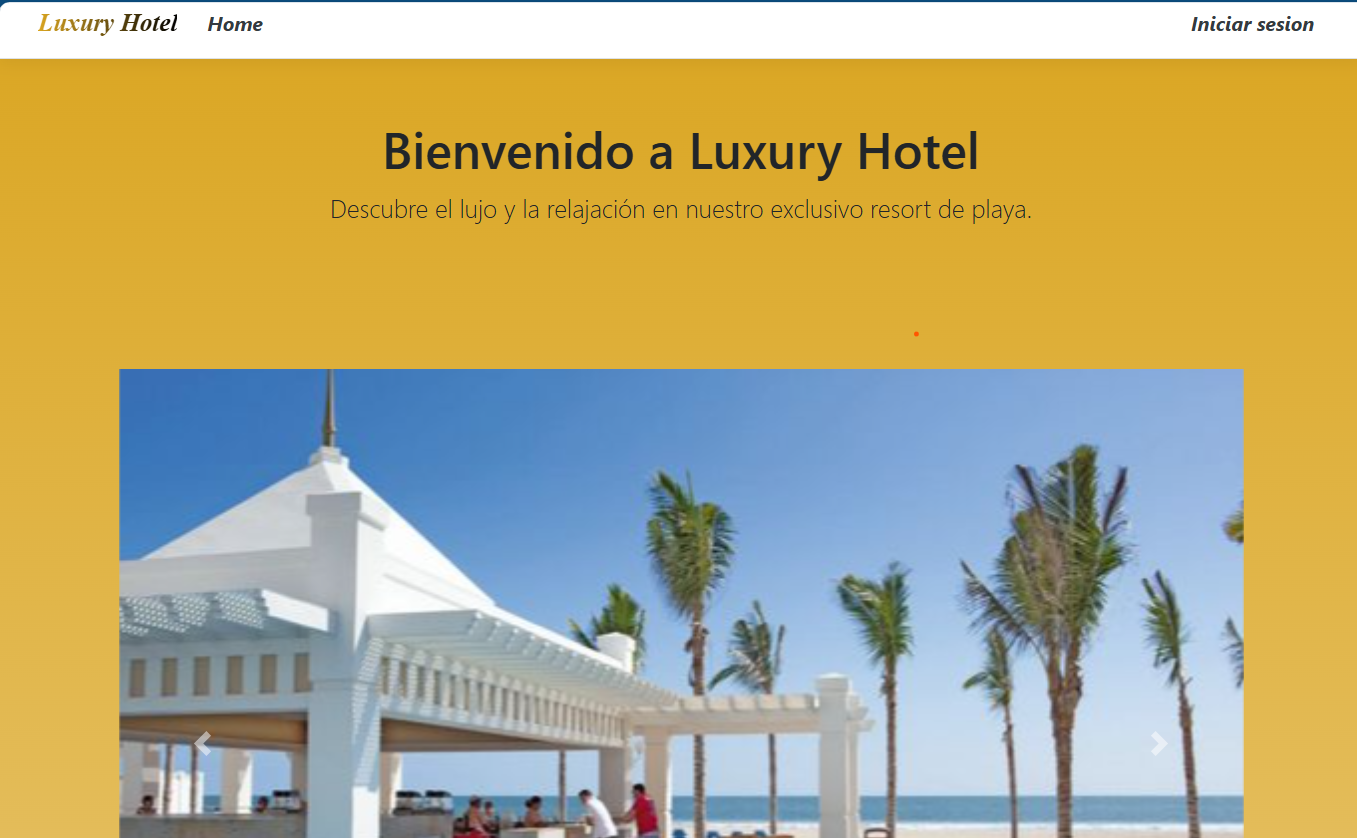 Luxury Hotel
Home
Iniciar sesion
Bienvenido a Luxury Hotel
Descubre el lujo y la relajación en nuestro exclusivo resort de playa.